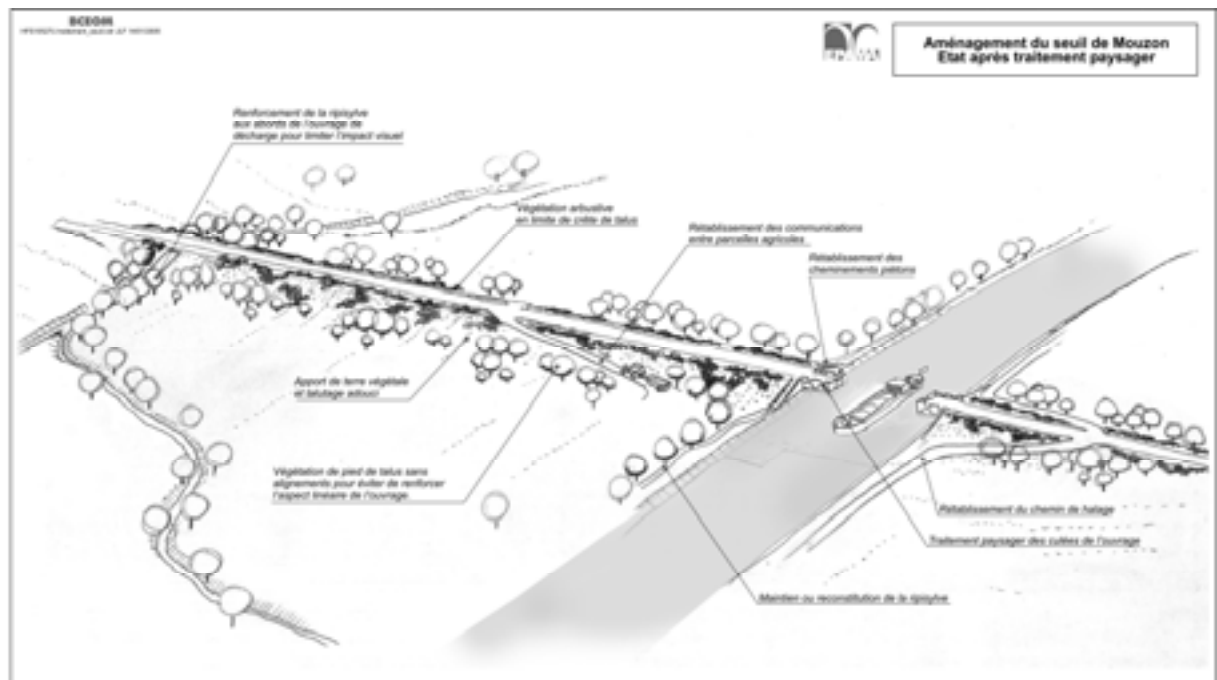 BCEOM
Aménagement du seuil de Mouzon
Etat après traitement paysager
Renforcement de la ripisylve
aux abords de l'ouvrage de
décharge pour limiter l'impact visuel
Végétation arbustive
en limite de crête de talus
Rétablissement des communications
entre parcelles agricoles
Rétablissement des
cheminements piétons
Apport de terre végétale
et talutage adouci
Végétation de pied de talus sans
alignements pour éviter de renforcer
l'aspect linéaire de l'ouvrage.
Rétablissement du chemin de halage
Traitement paysager des culées de l'ouvrage
Maintien ou reconstitution de la ripisylve